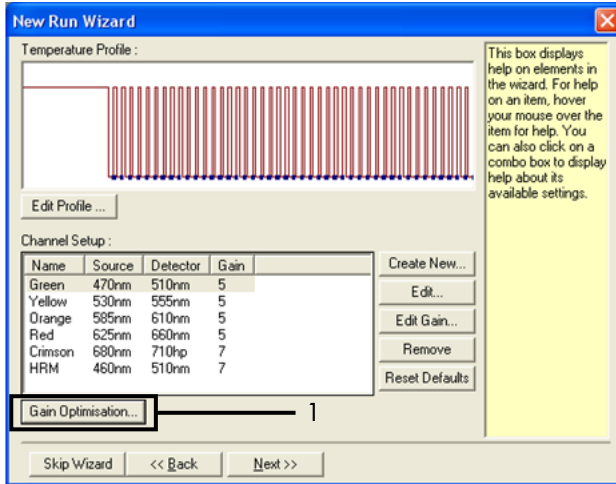 New Run Wizard
Temperature Profile :
Edit Profile ...
Channel Setup :
Name Source Detector Gain
Green 470nm 510nm 5
Yellow 530nm 555nm 5
Orange 585nm 610nm 5
Red 625nm 660nm 5
Crimson 680nm 710hp 7
HRM 460nm 510nm 7
Create New...
Edit...
Edit Gain...
Remove
Reset Defaults
Gain Optimisation...
1
Skip Wizard
<< Back
Next >>
This box displays
help on elements in
the wizard. For help
on an item, hover
your mouse over the
item for help. You
can also click on a
combo box to display
help about its
available settings.